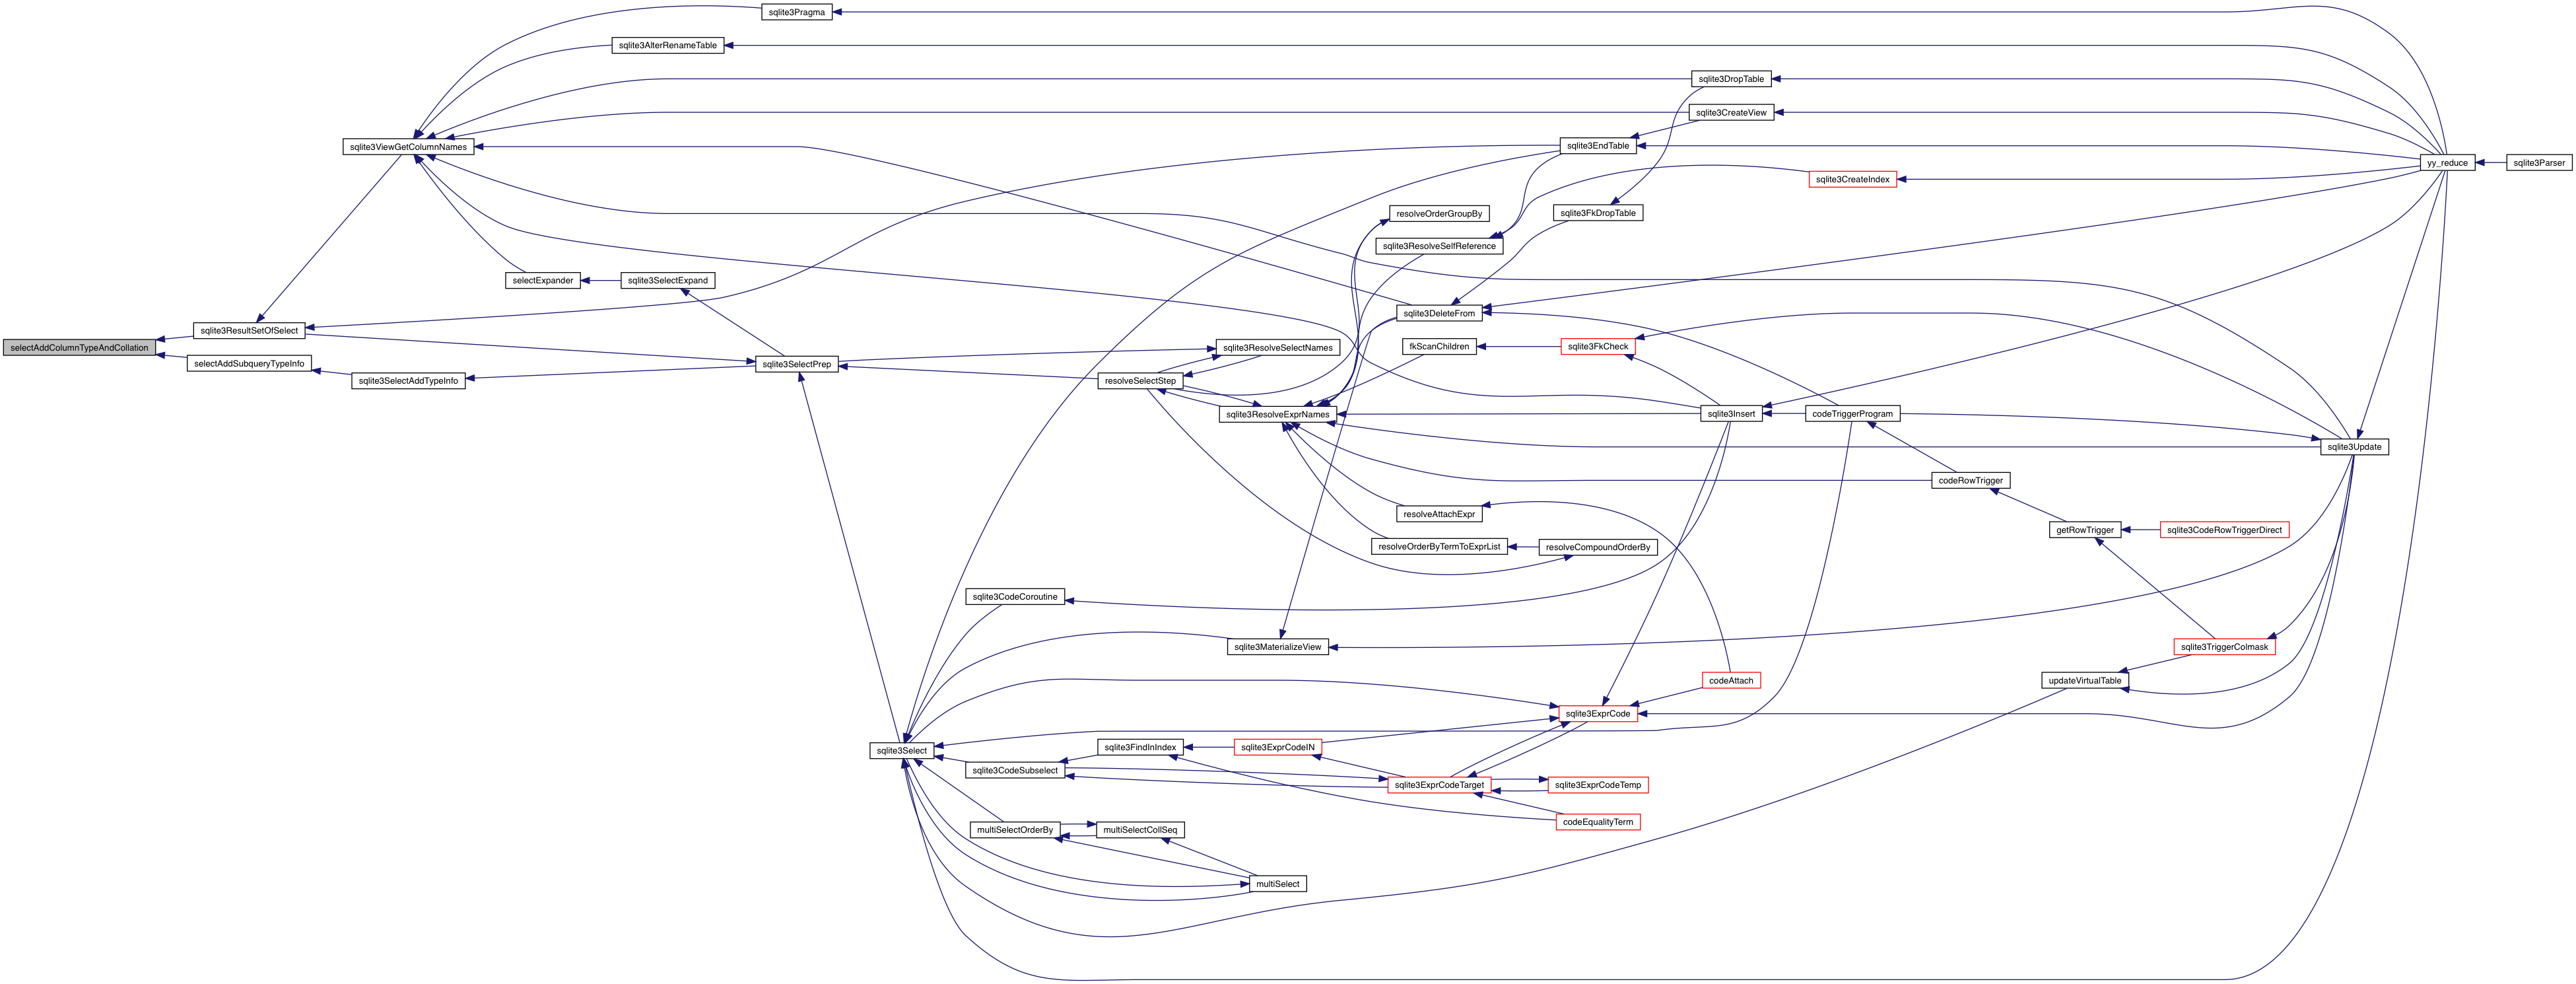 sqlite3Pragma
sqlite3AlterRenameTable
sqlite3DropTable
sqlite3CreateView
sqlite3ViewGetColumnNames
sqlite3EndTable
yy_reduce
sqlite3Parser
sqlite3CreateIndex
resolveOrderGroupBy
sqlite3FkDropTable
sqlite3ResolveSelfReference
selectExpander
sqlite3SelectExpand
sqlite3DeleteFrom
sqlite3ResultSetOfSelect
selectAddColumnTypeAndCollation
sqlite3ResolveSelectNames
fkScanChildren
sqlite3FkCheck
selectAddSubqueryTypeInfo
sqlite3SelectPrep
sqlite3SelectAddTypeInfo
resolveSelectStep
sqlite3ResolveExprNames
sqlite3Insert
codeTriggerProgram
sqlite3Update
codeRowTrigger
resolveAttachExpr
getRowTrigger
sqlite3CodeRowTriggerDirect
resolveOrderByTermToExprList
resolveCompoundOrderBy
sqlite3CodeCoroutine
sqlite3MaterializeView
sqlite3TriggerColmask
codeAttach
updateVirtualTable
sqlite3ExprCode
sqlite3Select
sqlite3FindInIndex
sqlite3ExprCodeIN
sqlite3CodeSubselect
sqlite3ExprCodeTarget
sqlite3ExprCodeTemp
codeEqualityTerm
multiSelectOrderBy
multiSelectCollSeq
multiSelect